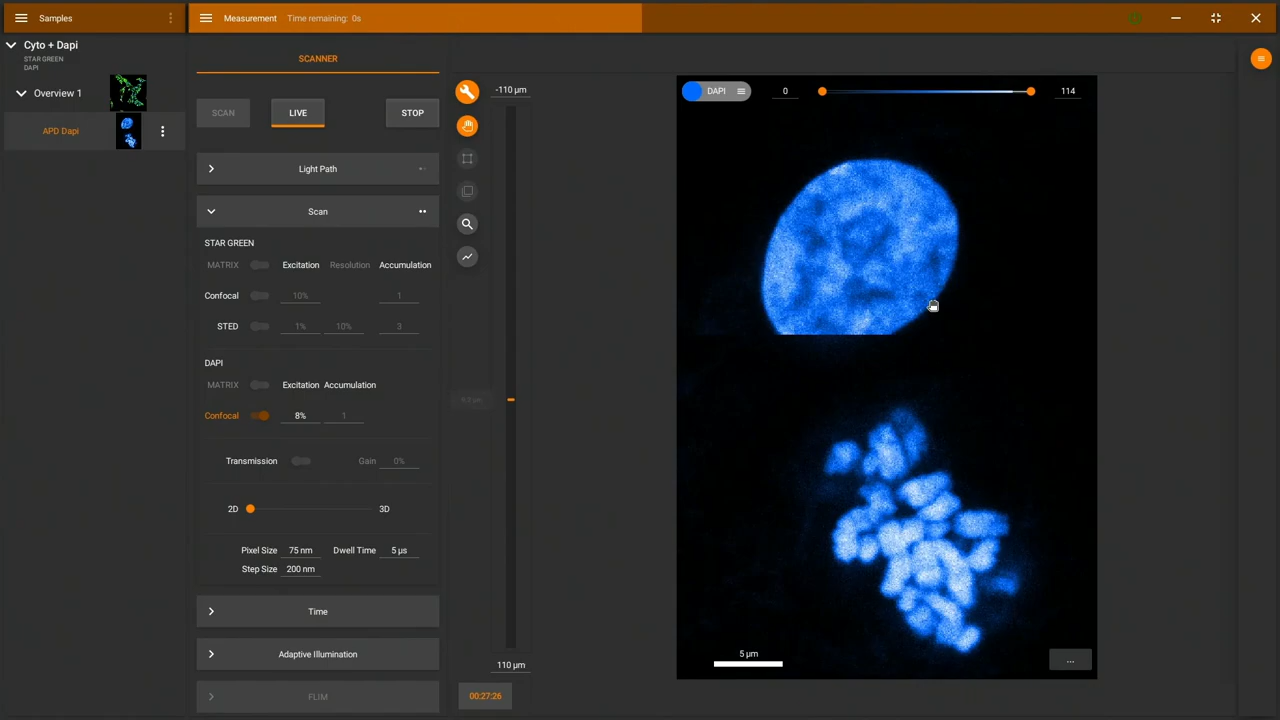 Samples
Measurement Time remaining: 0s
Cyto + Dapi
STAR GREEN
DAPI
Overview 1
APD Dapi
SCANNER
SCAN LIVE STOP
Light Path
Scan
STAR GREEN
MATRIX Excitation Resolution Accumulation
Confocal 10% 1
STED 1% 10% 3
DAPI
MATRIX Excitation Accumulation
Confocal 8% 1
Transmission Gain 0%
2D 3D
Pixel Size 75 nm Dwell Time 5 µs
Step Size 200 nm
Time
Adaptive Illumination
FLIM
-110 µm
110 µm
00:27:26
DAPI 0 114
5 µm
...